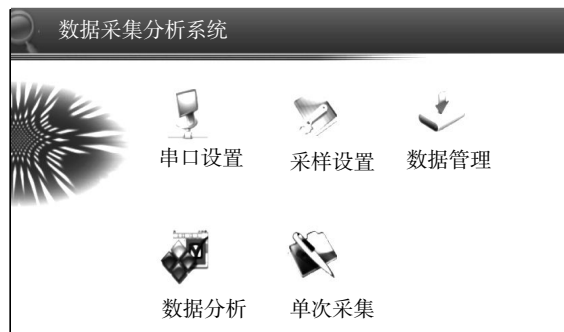 数据采集分析系统
串口设置 采样设置 数据管理
数据分析 单次采集